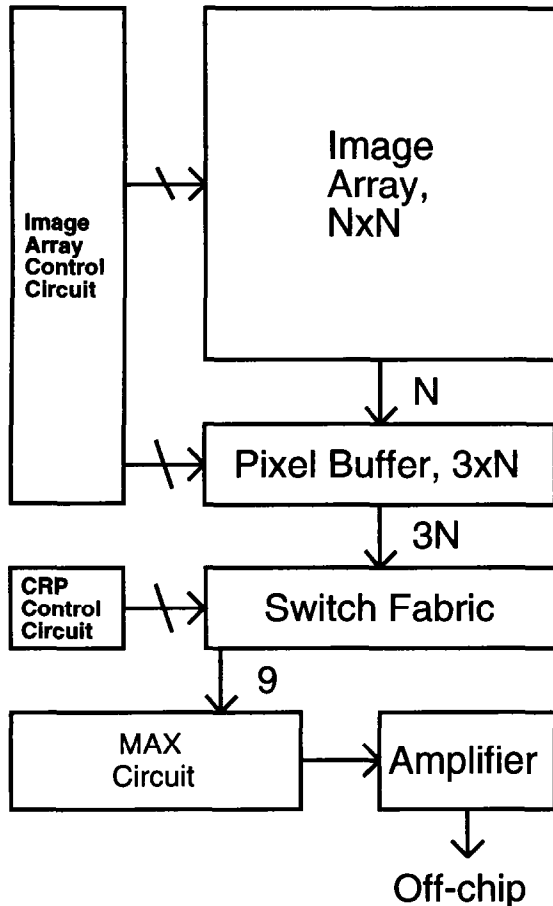 Image
Array,
NxN
Image
Array
Control
Circuit
N
Pixel Buffer, 3xN
3N
CRP
Control
Circuit
Switch Fabric
9
MAX
Circuit
Amplifier
Off-chip